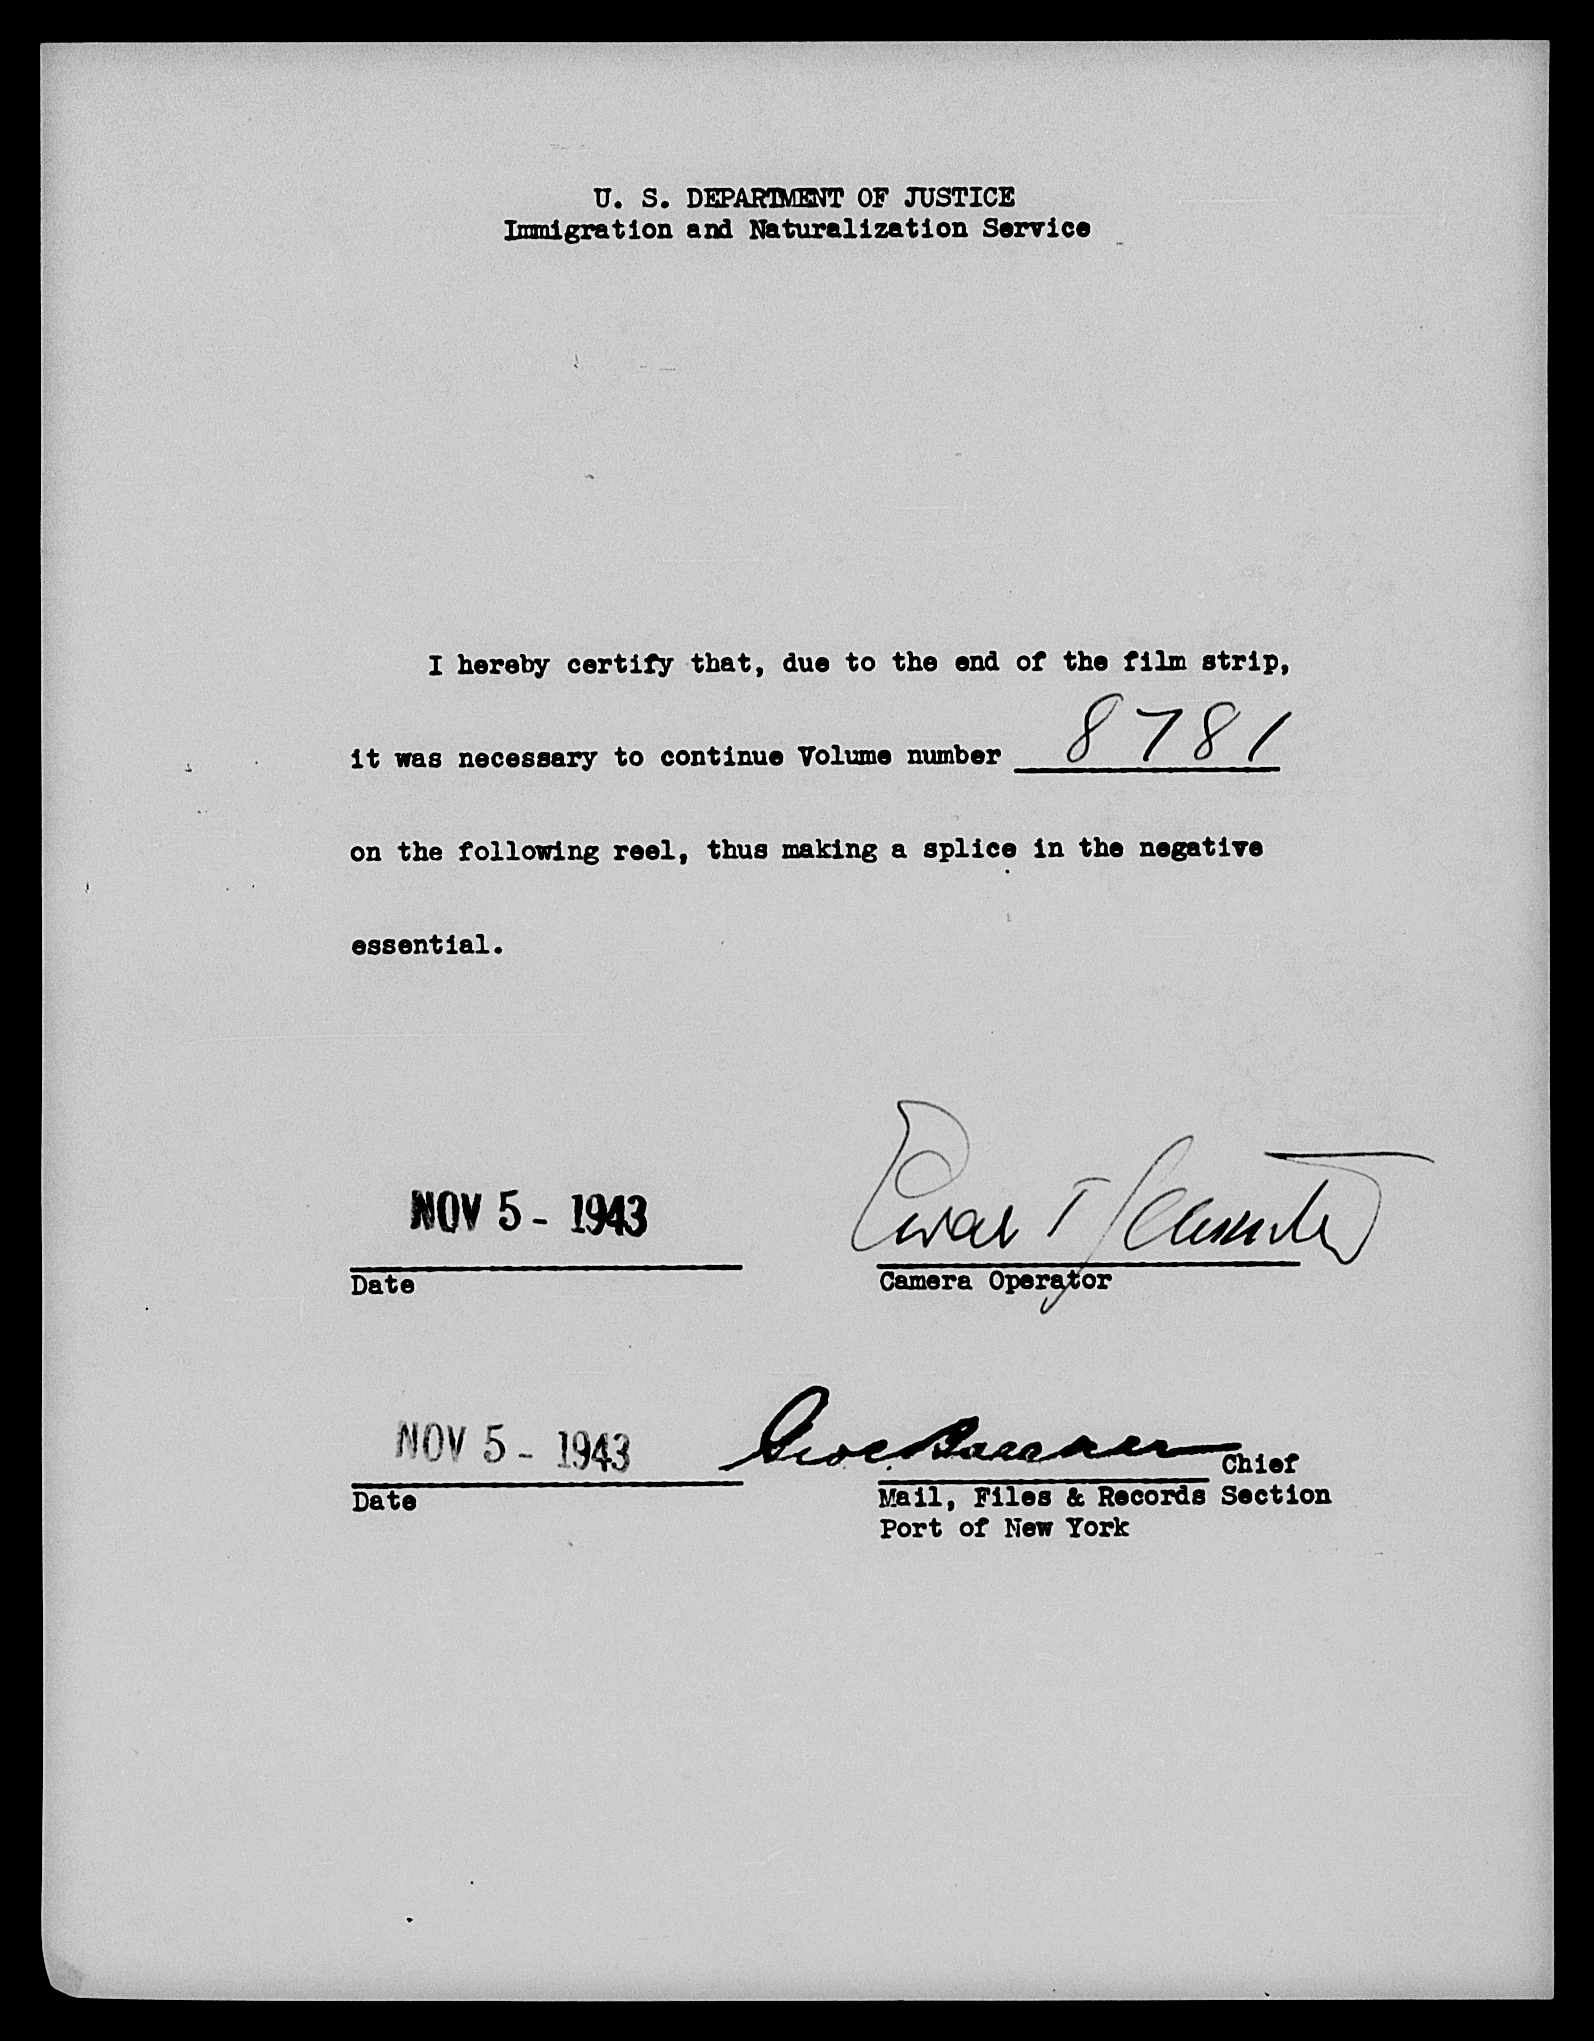 U. S. DEPARTMENT OF JUSTICE
Immigration and Naturalization Service
I hereby certify that, due to the end of the film strip,
it was necessary to continue Volume number 8781
on the following reel, thus making a splice in the negative
essential.
NOV 5 - 1943
Date
Camera Operator
NOV 5 - 1943
Date
Chief
Mail, Files & Records Section
Port of New York